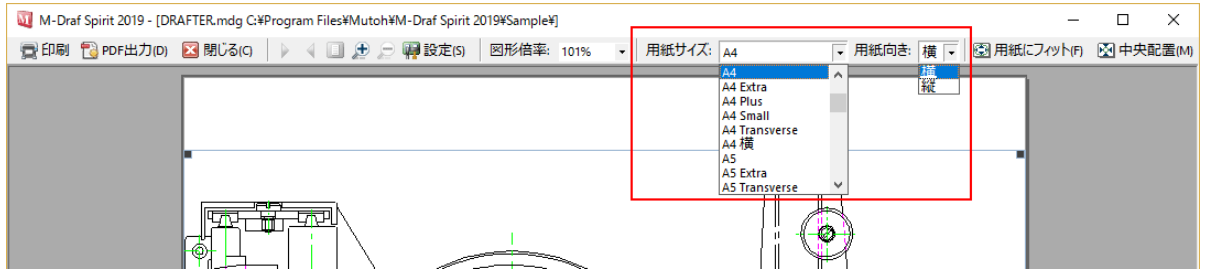 M-Draf Spirit 2019 - [DRAFTER.mdg C:¥Program Files¥Mutoh¥M-Draf Spirit 2019¥Sample¥]
印刷 PDF出力(D) 閉じる(C) 設定(S) 図形倍率: 101% 用紙サイズ: A4 用紙向き: 横 用紙にフィット(F) 中央配置(M)
A4 横
A4 Extra 縦
A4 Plus
A4 Small
A4 Transverse
A4 横
A5
A5 Extra
A5 Transverse